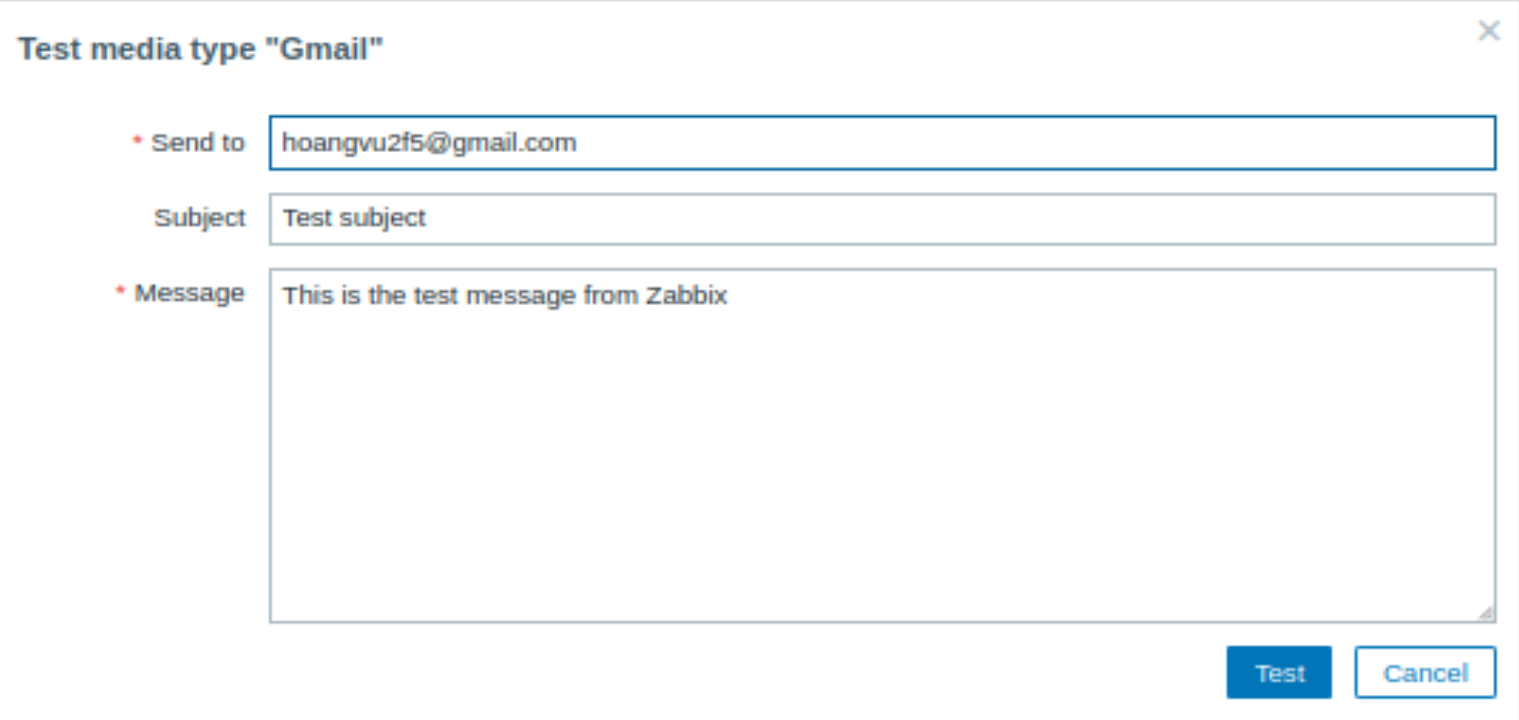 Test media type "Gmail"
* Send to hoangvu2f5@gmail.com
Subject Test subject
* Message This is the test message from Zabbix
Test Cancel